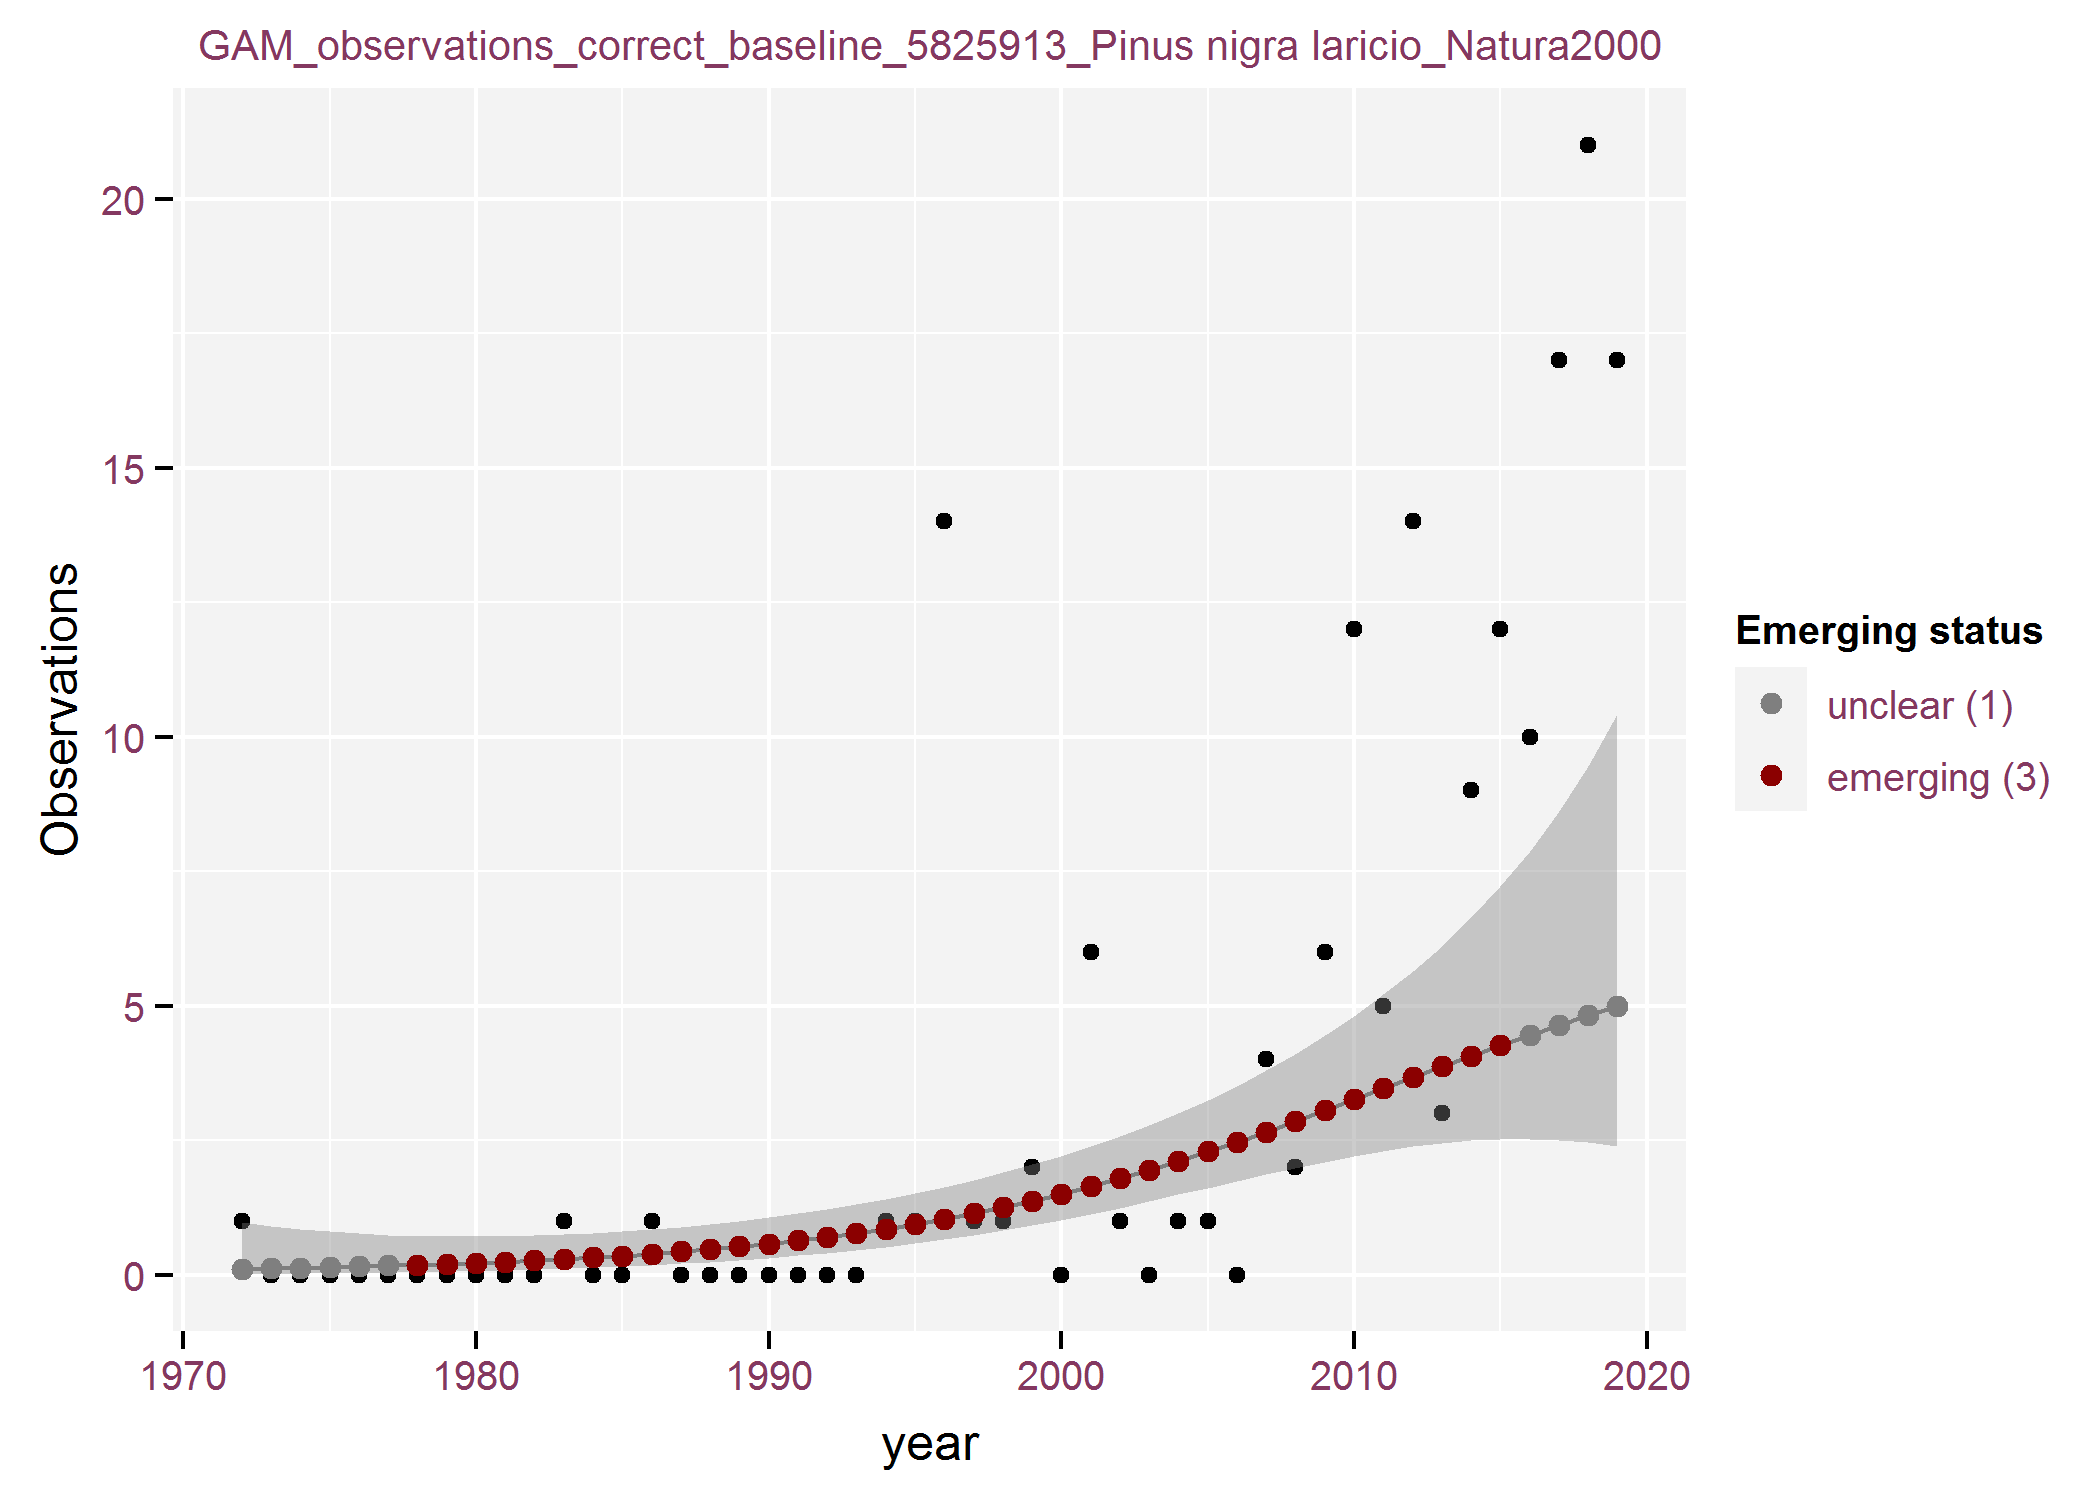 GAM_observations_correct_baseline_5825913_Pinus nigra laricio_Natura2000
Observations
20
15
10
5
0
1970 1980 1990 2000 2010 2020
year
Emerging status
unclear (1)
emerging (3)